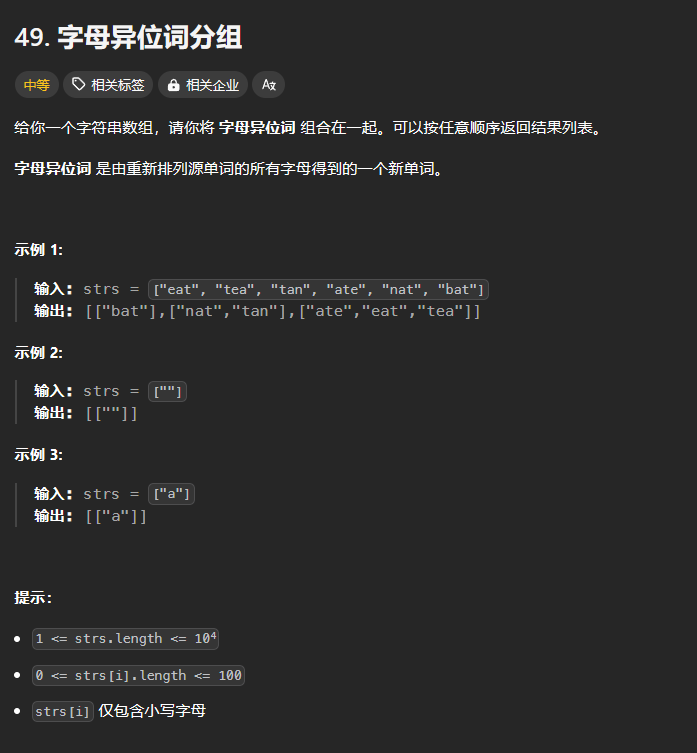 49. 字母异位词分组
中等 相关标签 相关企业 Az
给你一个字符串数组，请你将 字母异位词 组合在一起。可以按任意顺序返回结果列表。
字母异位词 是由重新排列源单词的所有字母得到的一个新单词。
示例 1:
输入: strs = ["eat", "tea", "tan", "ate", "nat", "bat"]
输出: [["bat"],["nat","tan"],["ate","eat","tea"]]
示例 2:
输入: strs = [""]
输出: [[""]]
示例 3:
输入: strs = ["a"]
输出: [["a"]]
提示：
1 <= strs.length <= 10⁴
0 <= strs[i].length <= 100
strs[i] 仅包含小写字母